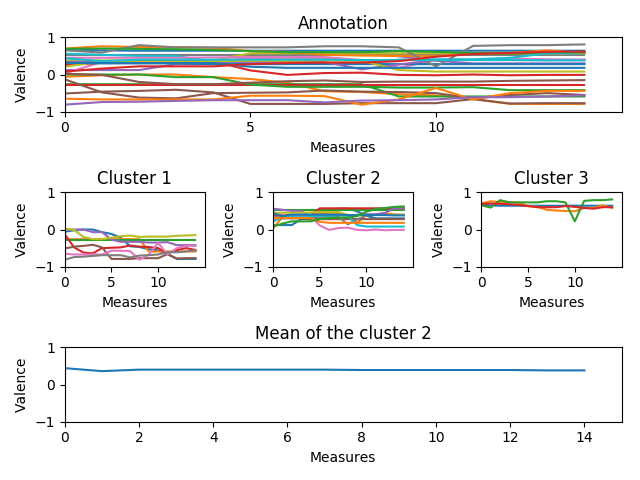 Annotation
Valence
1
0
−1
0 5 10
Measures
Cluster 1 Cluster 2 Cluster 3
Valence Valence Valence
1 1 1
0 0 0
−1 −1 −1
0 5 10 0 5 10 0 5 10
Measures Measures Measures
Mean of the cluster 2
Valence
1
0
−1
0 2 4 6 8 10 12 14
Measures